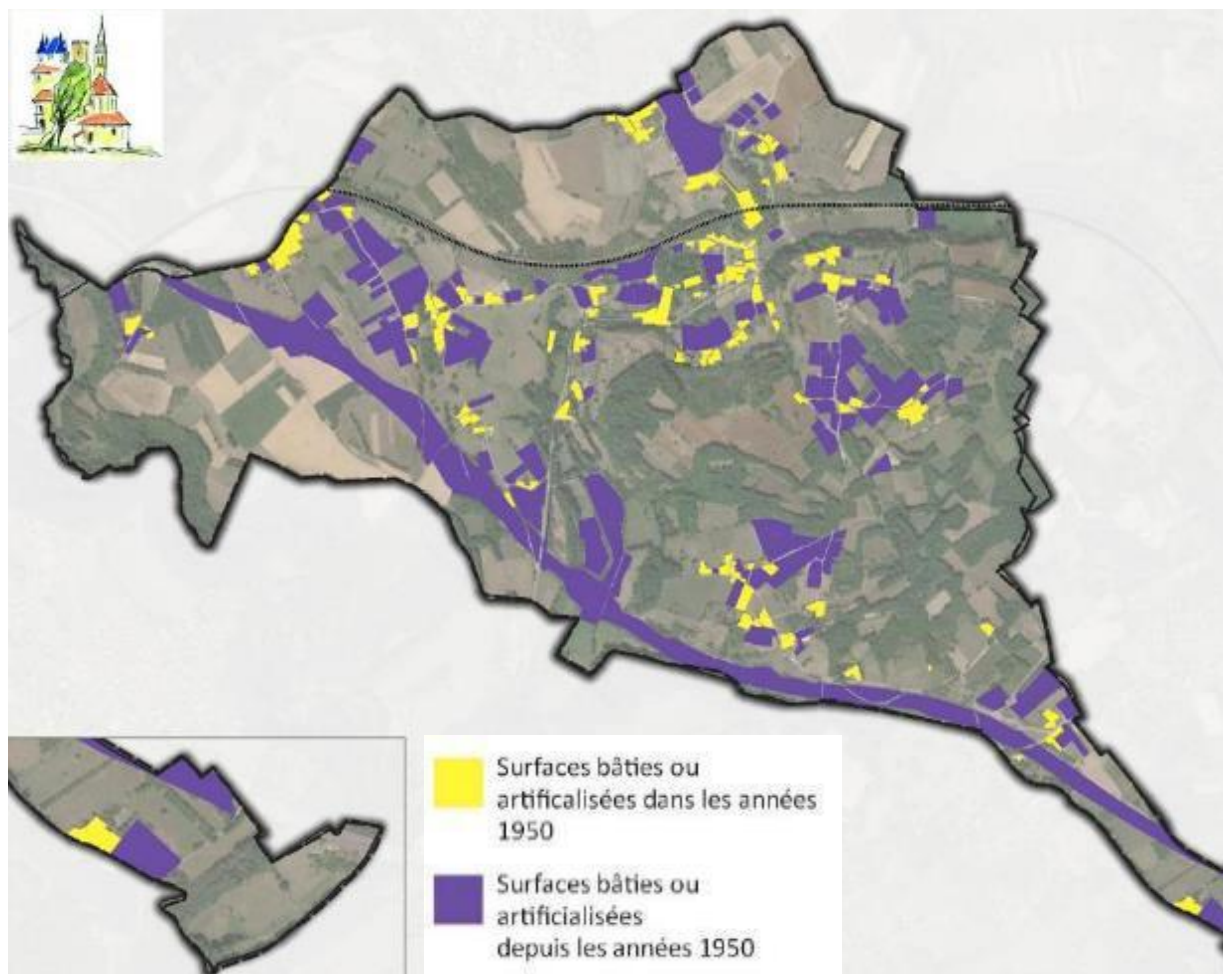 Surfaces bâties ou
artificalisées dans les années
1950
Surfaces bâties ou
artificialisées
depuis les années 1950